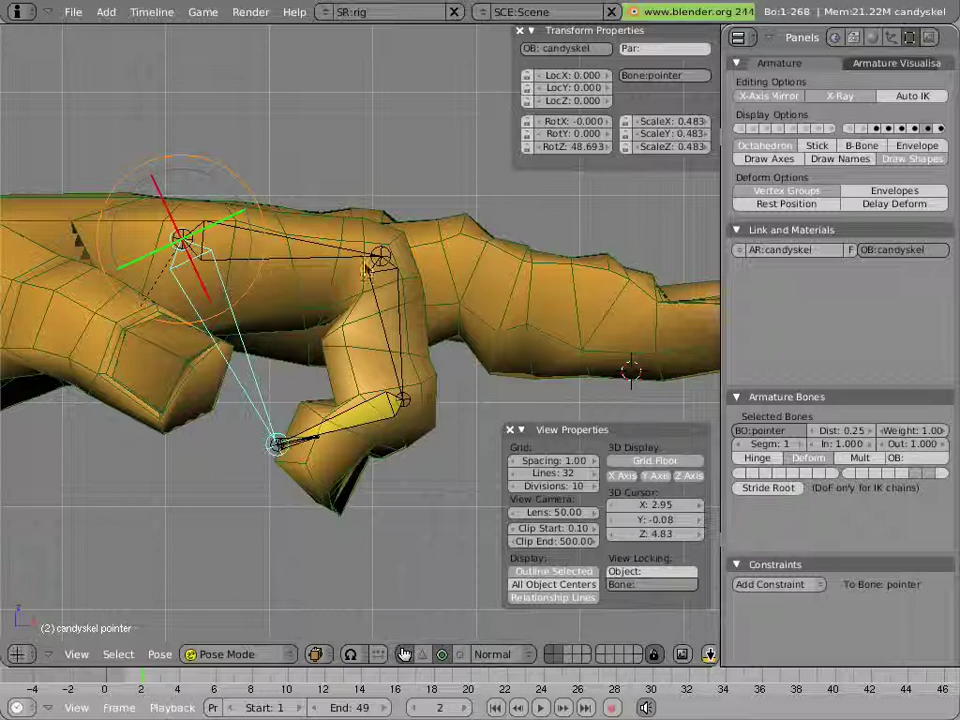 File Add Timeline Game Render Help SR:rig SCE:Scene www.blender.org 244 Bo:1-268 | Mem:21.22M candyskel
Transform Properties
OB: candyskel Par:
LocX: 0.000 Bone:pointer
LocY: 0.000
LocZ: 0.000
RotX: -0.000 ScaleX: 0.483
RotY: 0.000 ScaleY: 0.483
RotZ: 48.693 ScaleZ: 0.483
Panels
Armature Armature Visualisa
Editing Options
X-Axis Mirror X-Ray Auto IK
Display Options
Octahedron Stick B-Bone Envelope
Draw Axes Draw Names Draw Shapes
Deform Options
Vertex Groups Envelopes
Rest Position Delay Deform
Link and Materials
AR:candyskel F OB:candyskel
Armature Bones
Selected Bones
BO:pointer Dist: 0.25 Weight: 1.00
Segm: 1 In: 1.000 Out: 1.000
Hinge Deform Mult OB:
Stride Root (DoF only for IK chains)
Constraints
Add Constraint To Bone: pointer
View Properties
Grid: 3D Display:
Spacing: 1.00 Grid Floor
Lines: 32 X Axis Y Axis Z Axis
Divisions: 10 3D Cursor:
View Camera: X: 2.95
Lens: 50.00 Y: -0.08
Clip Start: 0.10 Z: 4.83
Clip End: 500.00
Display: View Locking:
Outline Selected Object:
All Object Centers Bone:
Relationship Lines
(2) candyskel pointer
View Select Pose Pose Mode Normal
-4 -2 0 2 4 6 8 10 12 14 16 18 20 22 24 26 28 30 32 34 36 38 40 42 44 46
View Frame Playback Pr Start: 1 End: 49 2